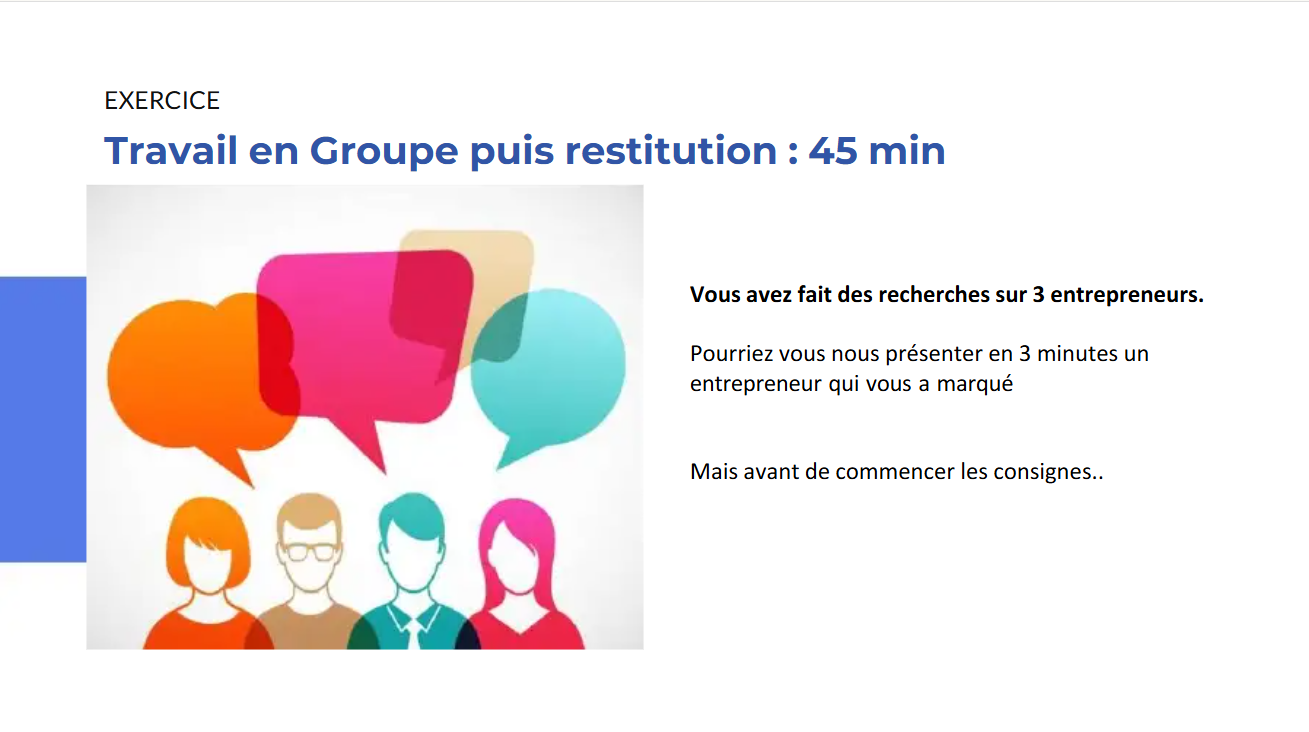 EXERCICE
Travail en Groupe puis restitution : 45 min
Vous avez fait des recherches sur 3 entrepreneurs.
Pourriez vous nous présenter en 3 minutes un
entrepreneur qui vous a marqué
Mais avant de commencer les consignes..